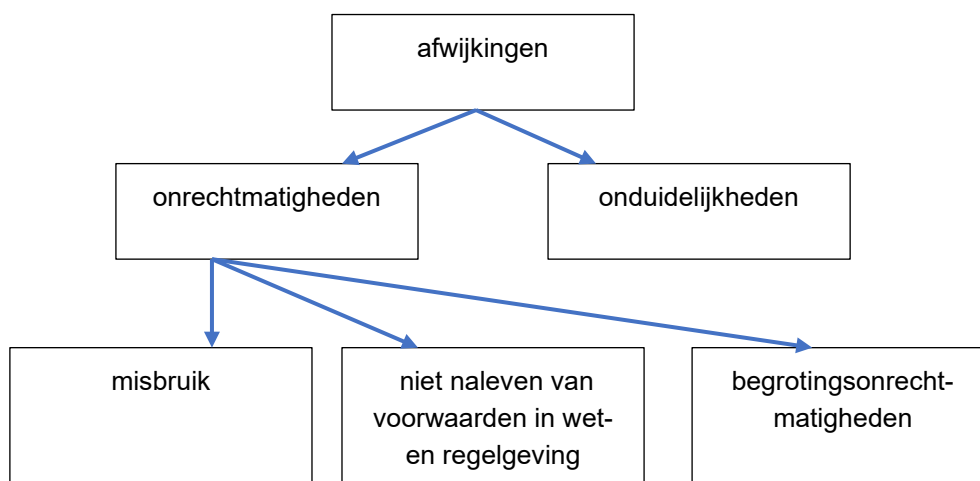 afwijkingen
onrechtmatigheden
onduidelijkheden
misbruik
niet naleven van
voorwaarden in wet-
en regelgeving
begrotingsonrecht-
matigheden